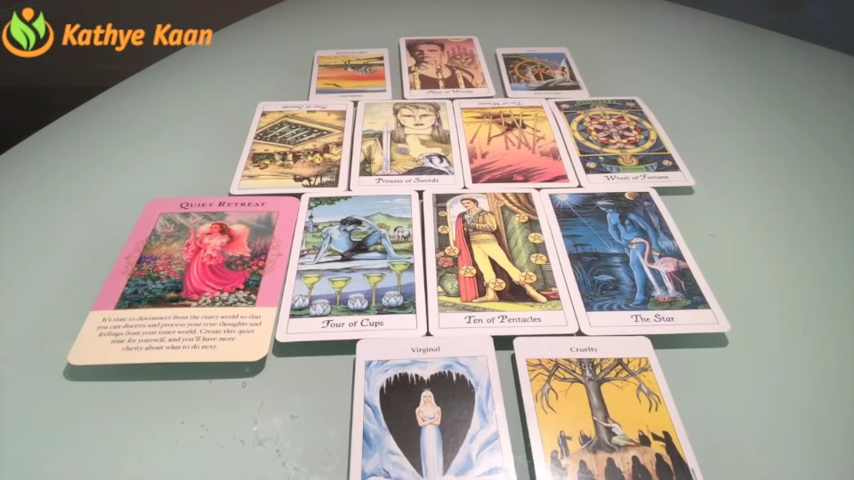 Kathye Kaan
Man of Wands
Princess of Swords
Wheel of Fortune
QUIET RETREAT
It's time to disconnect from the outer world so that
you can discern and process your true thoughts and
feelings from your inner world. Create this quiet
time for yourself, and you'll have more
clarity about what to do next.
Four of Cups
Ten of Pentacles
The Star
Virginal
Cruelty